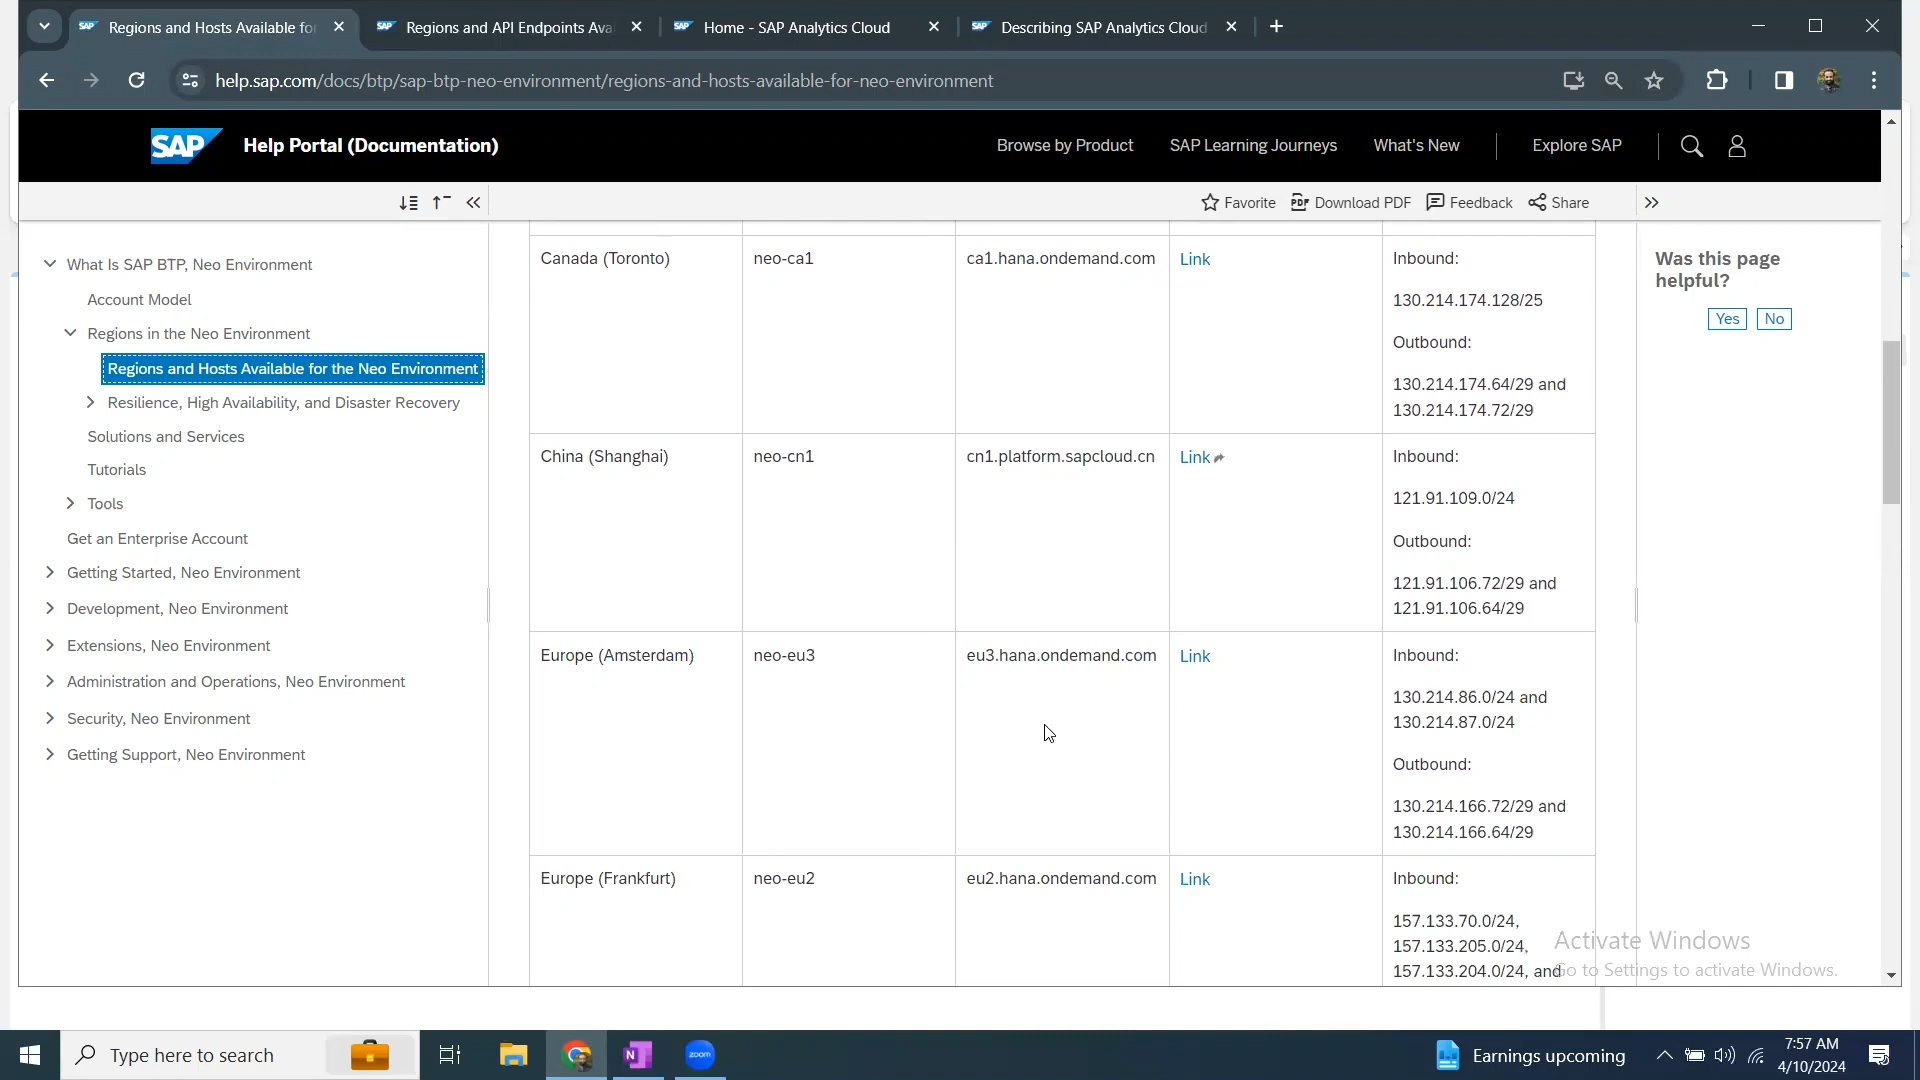 SAP Regions and Hosts Available fo
SAP Regions and API Endpoints Ava
SAP Home - SAP Analytics Cloud
SAP Describing SAP Analytics Cloud
help.sap.com/docs/btp/sap-btp-neo-environment/regions-and-hosts-available-for-neo-environment
SAP Help Portal (Documentation)
Browse by Product
SAP Learning Journeys
What's New
Explore SAP
Favorite
PDF Download PDF
Feedback
Share
What Is SAP BTP, Neo Environment
Account Model
Regions in the Neo Environment
Regions and Hosts Available for the Neo Environment
Resilience, High Availability, and Disaster Recovery
Solutions and Services
Tutorials
Tools
Get an Enterprise Account
Getting Started, Neo Environment
Development, Neo Environment
Extensions, Neo Environment
Administration and Operations, Neo Environment
Security, Neo Environment
Getting Support, Neo Environment
Canada (Toronto)
neo-ca1
ca1.hana.ondemand.com
Link
Inbound:
130.214.174.128/25
Outbound:
130.214.174.64/29 and
130.214.174.72/29
China (Shanghai)
neo-cn1
cn1.platform.sapcloud.cn
Link
Inbound:
121.91.109.0/24
Outbound:
121.91.106.72/29 and
121.91.106.64/29
Europe (Amsterdam)
neo-eu3
eu3.hana.ondemand.com
Link
Inbound:
130.214.86.0/24 and
130.214.87.0/24
Outbound:
130.214.166.72/29 and
130.214.166.64/29
Europe (Frankfurt)
neo-eu2
eu2.hana.ondemand.com
Link
Inbound:
157.133.70.0/24,
157.133.205.0/24,
157.133.204.0/24, and
Was this page
helpful?
Yes
No
Activate Windows
Go to Settings to activate Windows.
Type here to search
N
zoom
Earnings upcoming
7:57 AM
4/10/2024